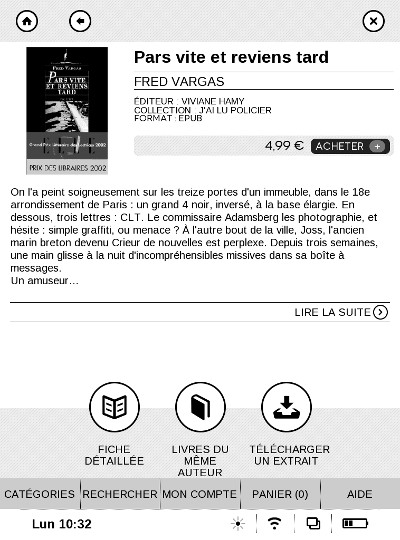 Pars vite et reviens tard
FRED VARGAS
ÉDITEUR : VIVIANE HAMY
COLLECTION : J'AI LU POLICIER
FORMAT : EPUB
4,99 € ACHETER +
FRED VARGAS
PARS VITE
ET REVIENS
TARD
Grand Prix littéraire des Lectrices 2002
ELLE
PRIX DES LIBRAIRES 2002
On l'a peint soigneusement sur les treize portes d'un immeuble, dans le 18e
arrondissement de Paris : un grand 4 noir, inversé, à la base élargie. En
dessous, trois lettres : CLT. Le commissaire Adamsberg les photographie, et
hésite : simple graffiti, ou menace ? À l'autre bout de la ville, Joss, l'ancien
marin breton devenu Crieur de nouvelles est perplexe. Depuis trois semaines,
une main glisse à la nuit d'incompréhensibles missives dans sa boîte à
messages.
Un amuseur…
LIRE LA SUITE
FICHE
DÉTAILLÉE
LIVRES DU
MÊME
AUTEUR
TÉLÉCHARGER
UN EXTRAIT
CATÉGORIES RECHERCHER MON COMPTE PANIER (0) AIDE
Lun 10:32